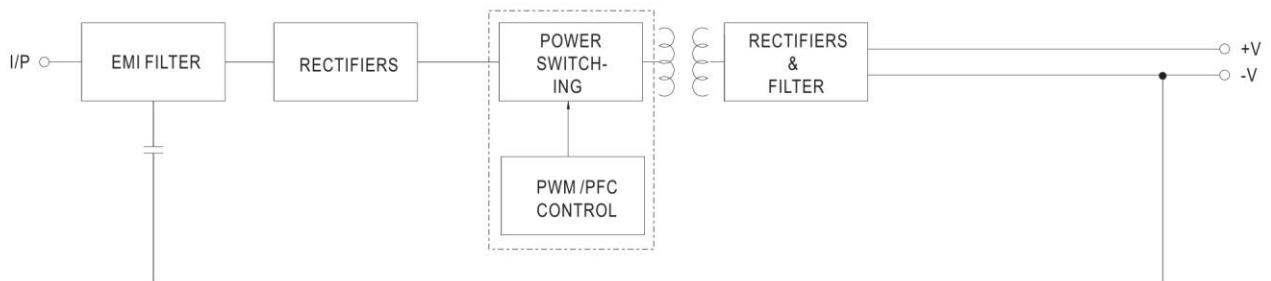 I/P
EMI FILTER
RECTIFIERS
POWER
SWITCH-
ING
RECTIFIERS
&
FILTER
+V
-V
PWM/PFC
CONTROL